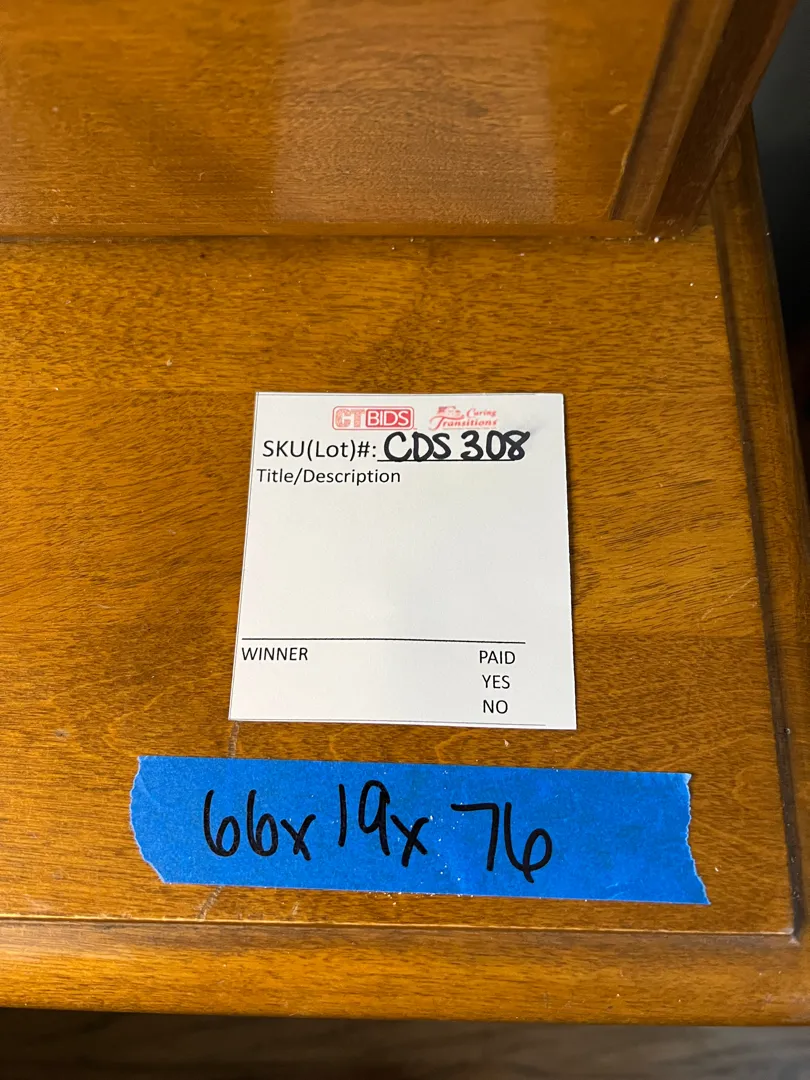 CTBIDS Caring Transitions
SKU(Lot)#: CDS 308
Title/Description
WINNER PAID
YES
NO
66x19x76